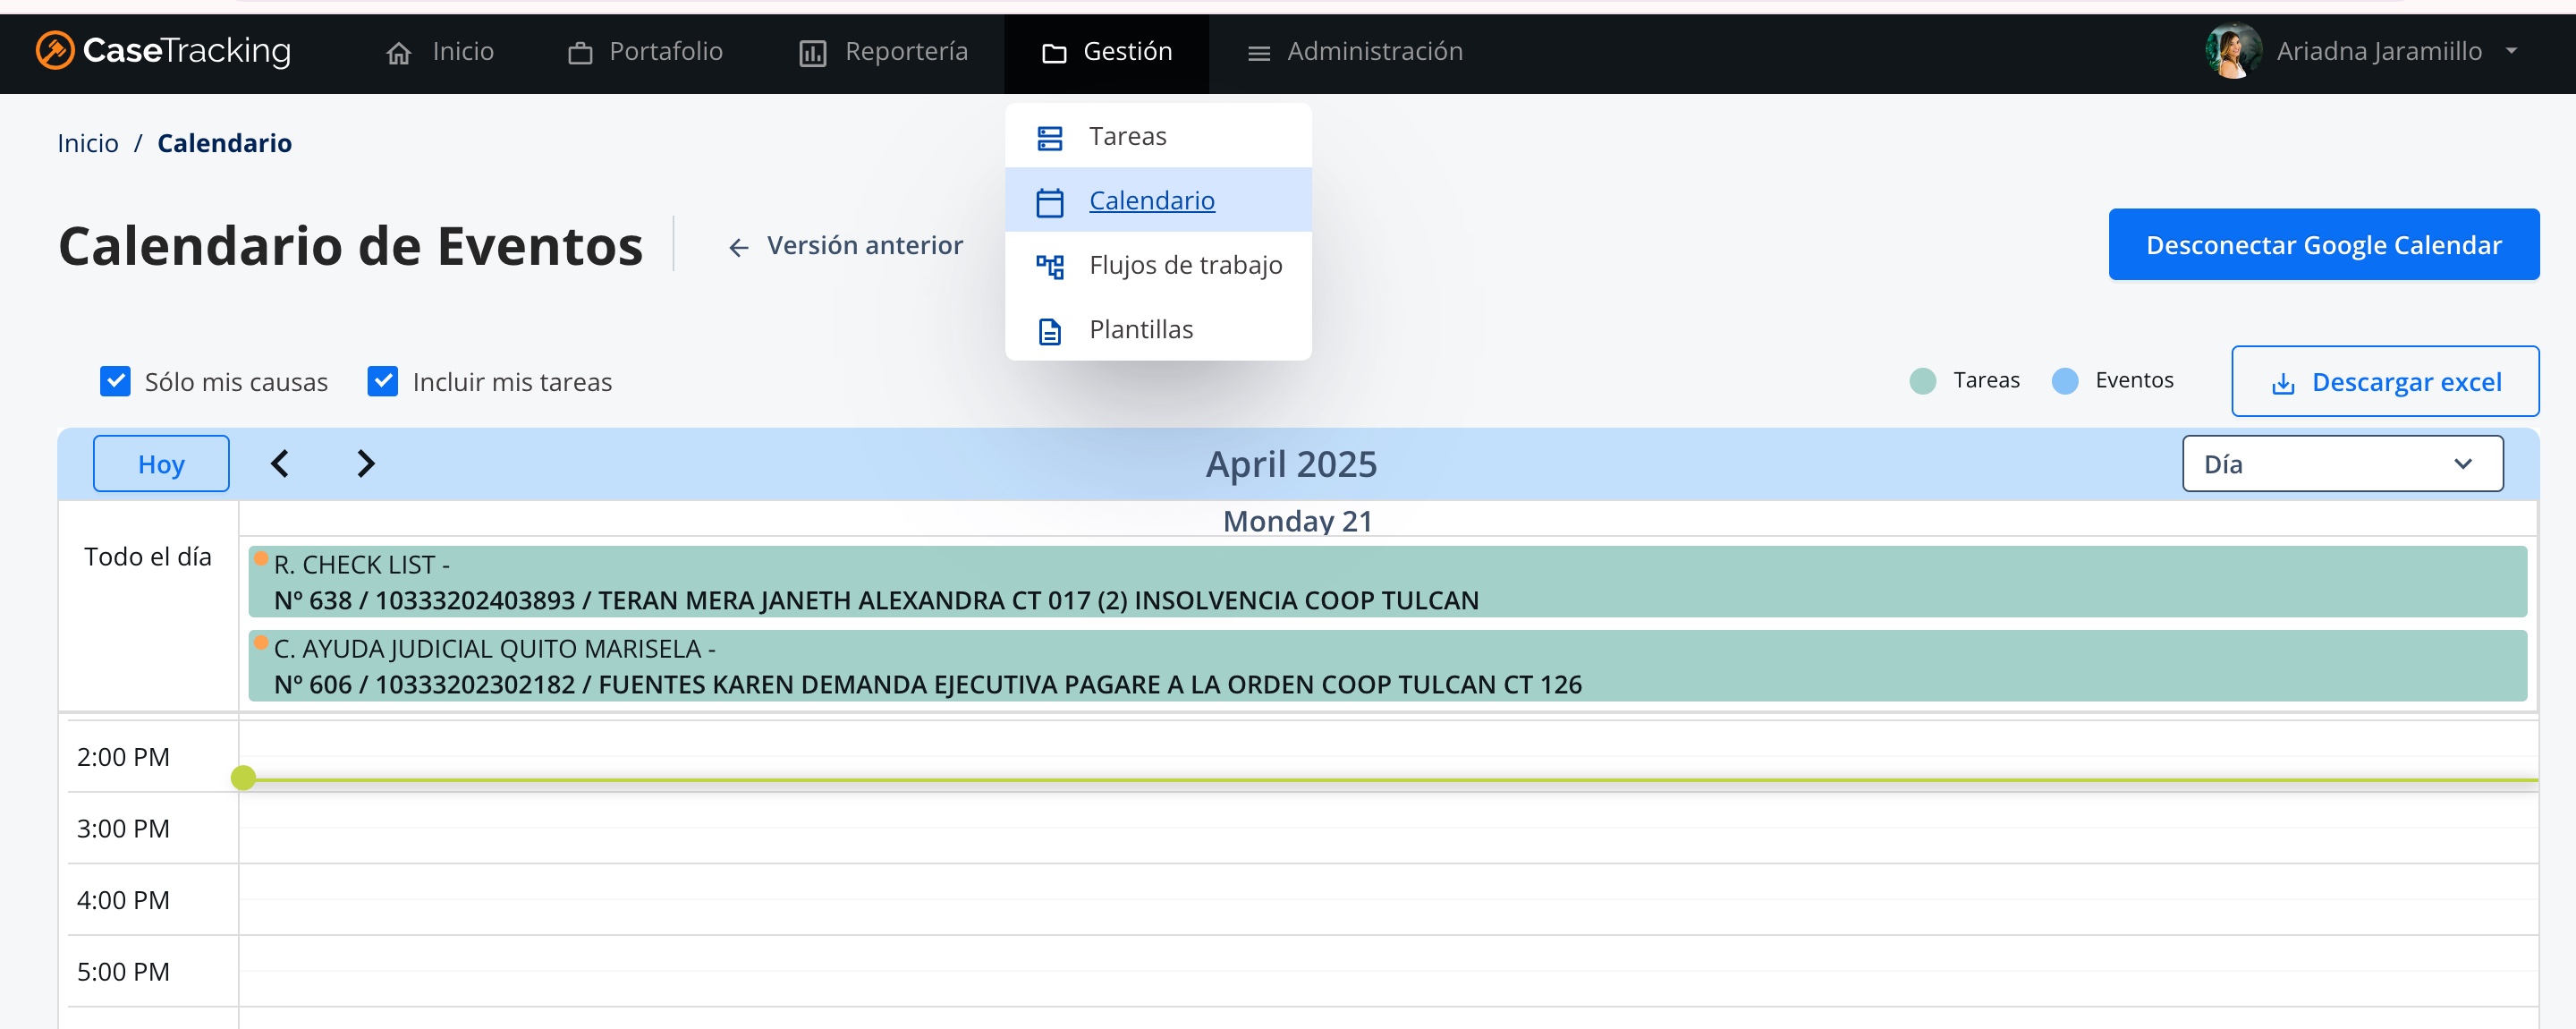 CaseTracking
Inicio
Portafolio
Reportería
Gestión
Administración
Ariadna Jaramiillo
Tareas
Calendario
Flujos de trabajo
Plantillas
Inicio / Calendario
Calendario de Eventos
Versión anterior
Desconectar Google Calendar
Sólo mis causas
Incluir mis tareas
Tareas
Eventos
Descargar excel
Hoy
April 2025
Día
Monday 21
Todo el día
R. CHECK LIST -
Nº 638 / 10333202403893 / TERAN MERA JANETH ALEXANDRA CT 017 (2) INSOLVENCIA COOP TULCAN
C. AYUDA JUDICIAL QUITO MARISELA -
Nº 606 / 10333202302182 / FUENTES KAREN DEMANDA EJECUTIVA PAGARE A LA ORDEN COOP TULCAN CT 126
2:00 PM
3:00 PM
4:00 PM
5:00 PM